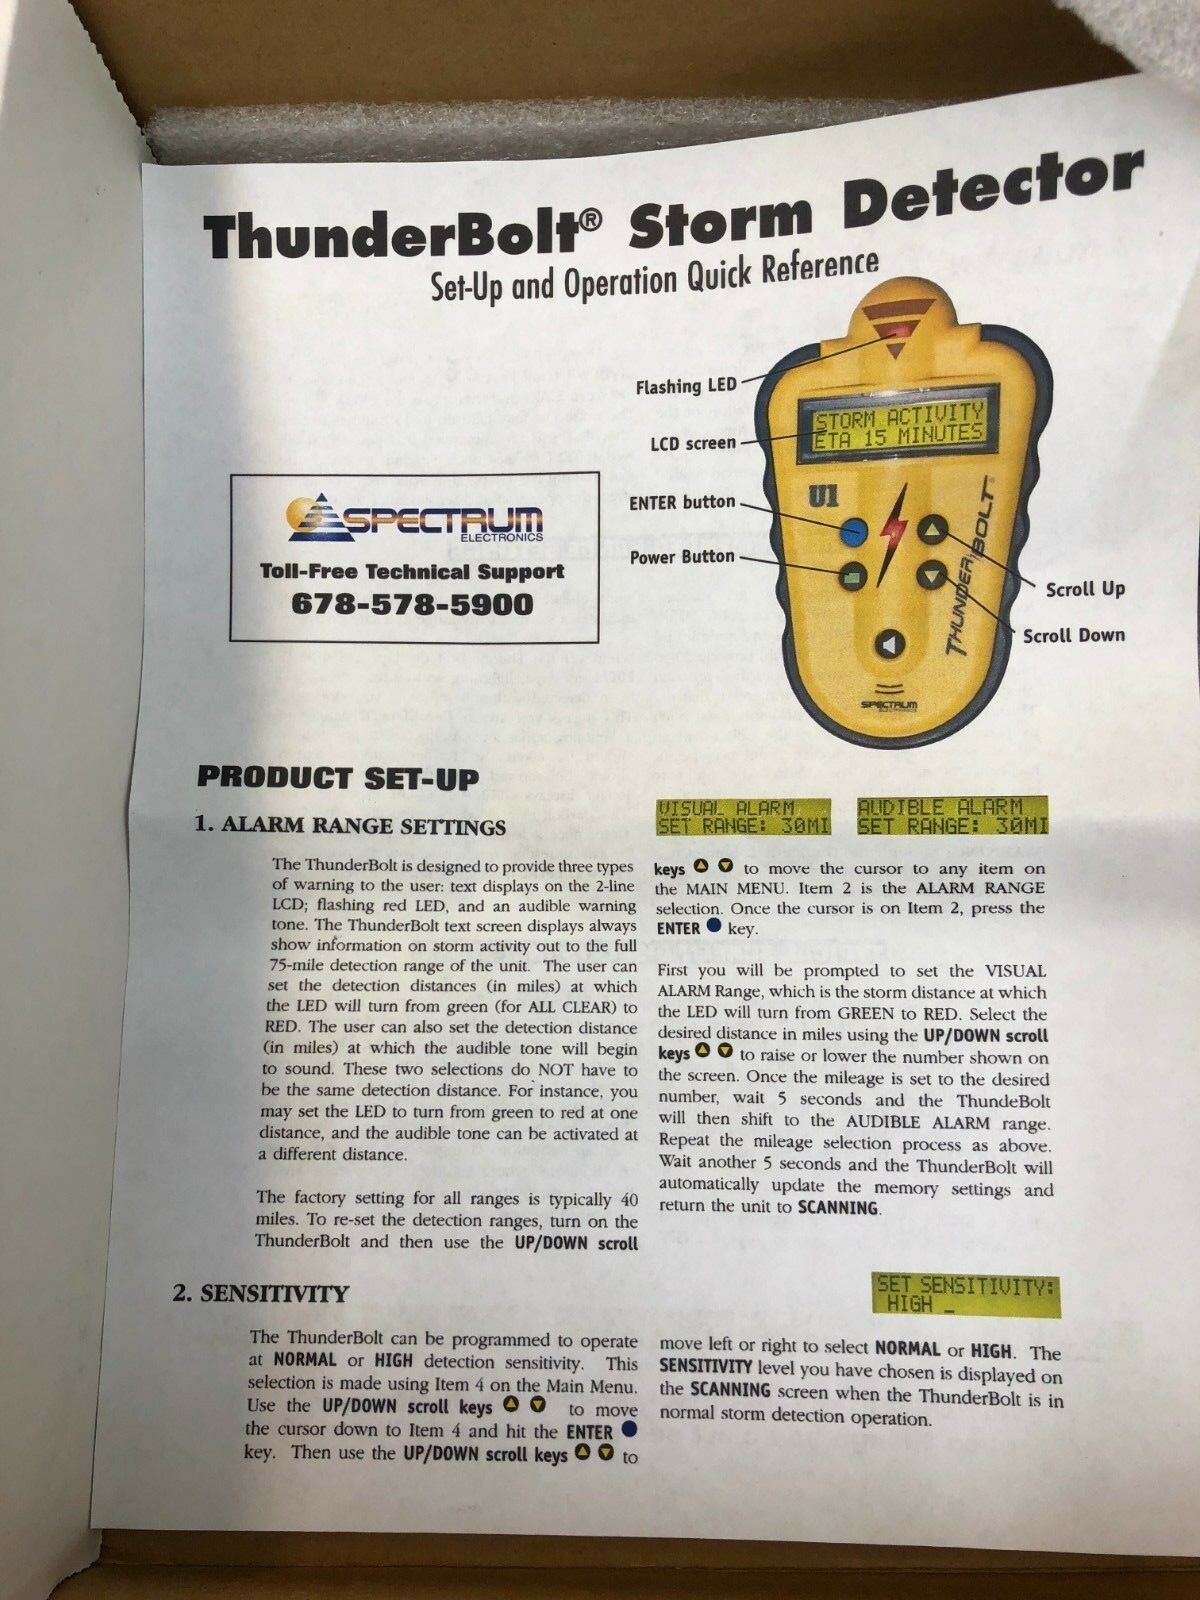 ThunderBolt® Storm Detector
Set-Up and Operation Quick Reference
Flashing LED
LCD screen
ENTER button
Power Button
STORM ACTIVITY
ETA 15 MINUTES
U1
THUNDER BOLT®
Scroll Up
Scroll Down
SPECTRUM
ELECTRONICS
SPECTRUM
ELECTRONICS
Toll-Free Technical Support
678-578-5900
PRODUCT SET-UP
1. ALARM RANGE SETTINGS
VISUAL ALARM
SET RANGE: 30MI
AUDIBLE ALARM
SET RANGE: 30MI
The ThunderBolt is designed to provide three types
of warning to the user: text displays on the 2-line
LCD; flashing red LED, and an audible warning
tone. The ThunderBolt text screen displays always
show information on storm activity out to the full
75-mile detection range of the unit. The user can
set the detection distances (in miles) at which
the LED will turn from green (for ALL CLEAR) to
RED. The user can also set the detection distance
(in miles) at which the audible tone will begin
to sound. These two selections do NOT have to
be the same detection distance. For instance, you
may set the LED to turn from green to red at one
distance, and the audible tone can be activated at
a different distance.
The factory setting for all ranges is typically 40
miles. To re-set the detection ranges, turn on the
ThunderBolt and then use the UP/DOWN scroll
keys to move the cursor to any item on
the MAIN MENU. Item 2 is the ALARM RANGE
selection. Once the cursor is on Item 2, press the
ENTER key.
First you will be prompted to set the VISUAL
ALARM Range, which is the storm distance at which
the LED will turn from GREEN to RED. Select the
desired distance in miles using the UP/DOWN scroll
keys to raise or lower the number shown on
the screen. Once the mileage is set to the desired
number, wait 5 seconds and the ThundeBolt
will then shift to the AUDIBLE ALARM range.
Repeat the mileage selection process as above.
Wait another 5 seconds and the ThunderBolt will
automatically update the memory settings and
return the unit to SCANNING.
2. SENSITIVITY
SET SENSITIVITY:
HIGH _
The ThunderBolt can be programmed to operate
at NORMAL or HIGH detection sensitivity. This
selection is made using Item 4 on the Main Menu.
Use the UP/DOWN scroll keys to move
the cursor down to Item 4 and hit the ENTER
key. Then use the UP/DOWN scroll keys to
move left or right to select NORMAL or HIGH. The
SENSITIVITY level you have chosen is displayed on
the SCANNING screen when the ThunderBolt is in
normal storm detection operation.